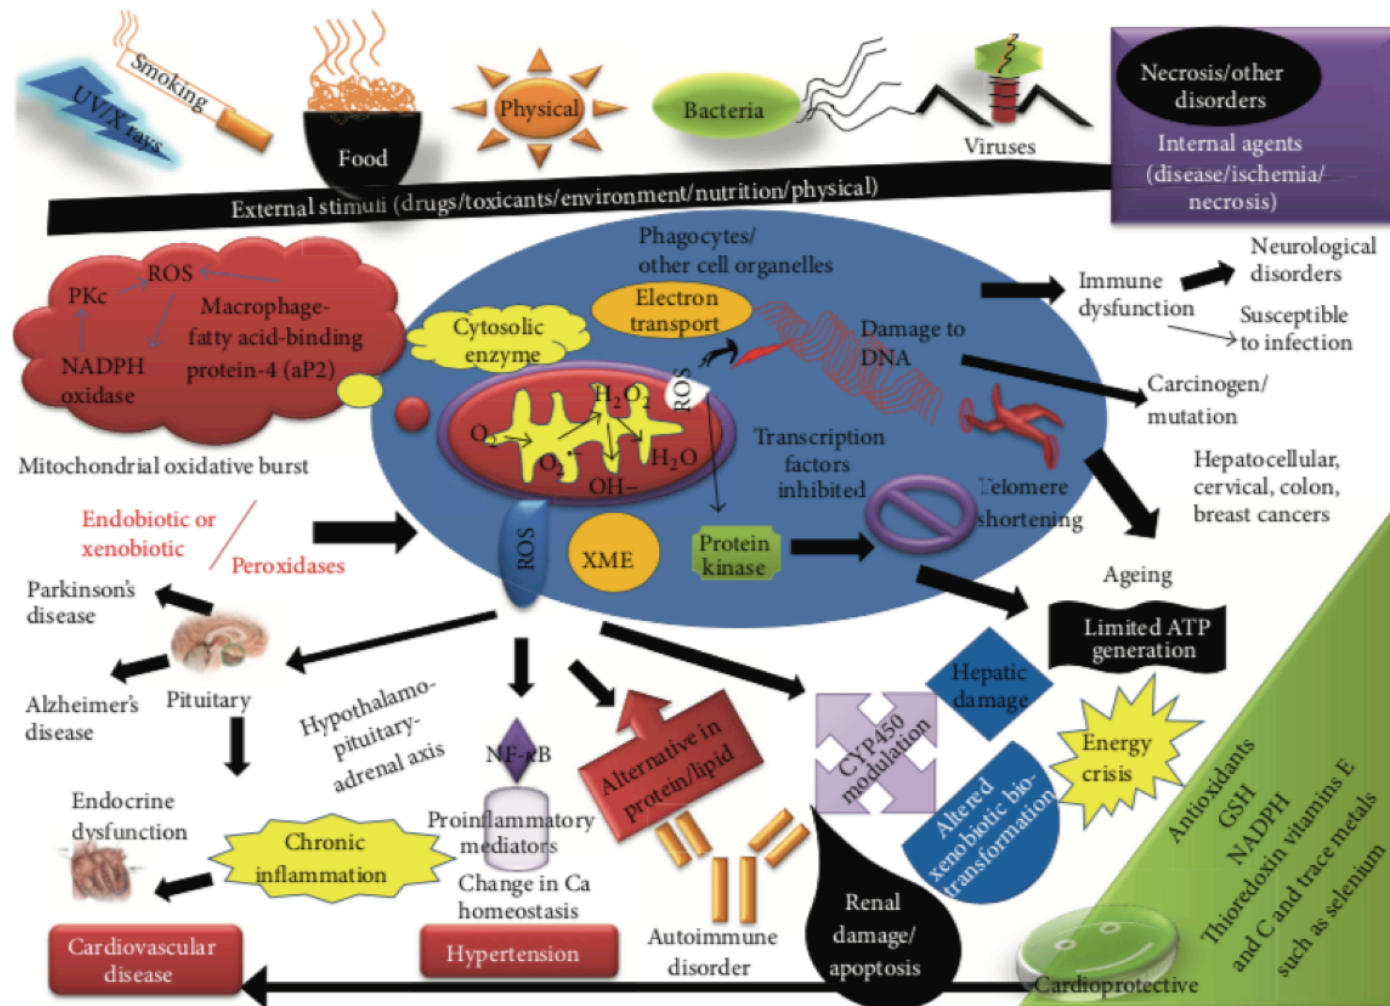 UV/X rays
Smoking
Food
Physical
Bacteria
Viruses
Necrosis/other
disorders
Internal agents
(disease/ischemia/
necrosis)
External stimuli (drugs/toxicants/environment/nutrition/physical)
ROS
PKc
Macrophage-
fatty acid-binding
protein-4 (aP2)
NADPH
oxidase
Mitochondrial oxidative burst
Phagocytes/
other cell organelles
Electron
transport
Cytosolic
enzyme
Damage to
DNA
ROS
O₂
H₂O₂
O₂•−
H₂O
OH−
Transcription
factors
inhibited
Telomere
shortening
Protein
kinase
XME
ROS
Immune
dysfunction
Neurological
disorders
Susceptible
to infection
Carcinogen/
mutation
Hepatocellular,
cervical, colon,
breast cancers
Endobiotic or
xenobiotic
Peroxidases
Parkinson's
disease
Alzheimer's
disease
Pituitary
Hypothalamo-
pituitary-
adrenal axis
Endocrine
dysfunction
Chronic
inflammation
Cardiovascular
disease
NF-κB
Proinflammatory
mediators
Change in Ca
homeostasis
Hypertension
Alternative in
protein/lipid
Autoimmune
disorder
CYP450
modulation
Hepatic
damage
Altered
xenobiotic bio-
transformation
Renal
damage/
apoptosis
Ageing
Limited ATP
generation
Energy
crisis
Antioxidants
GSH
NADPH
Thioredoxin vitamins E
and C and trace metals
such as selenium
Cardioprotective